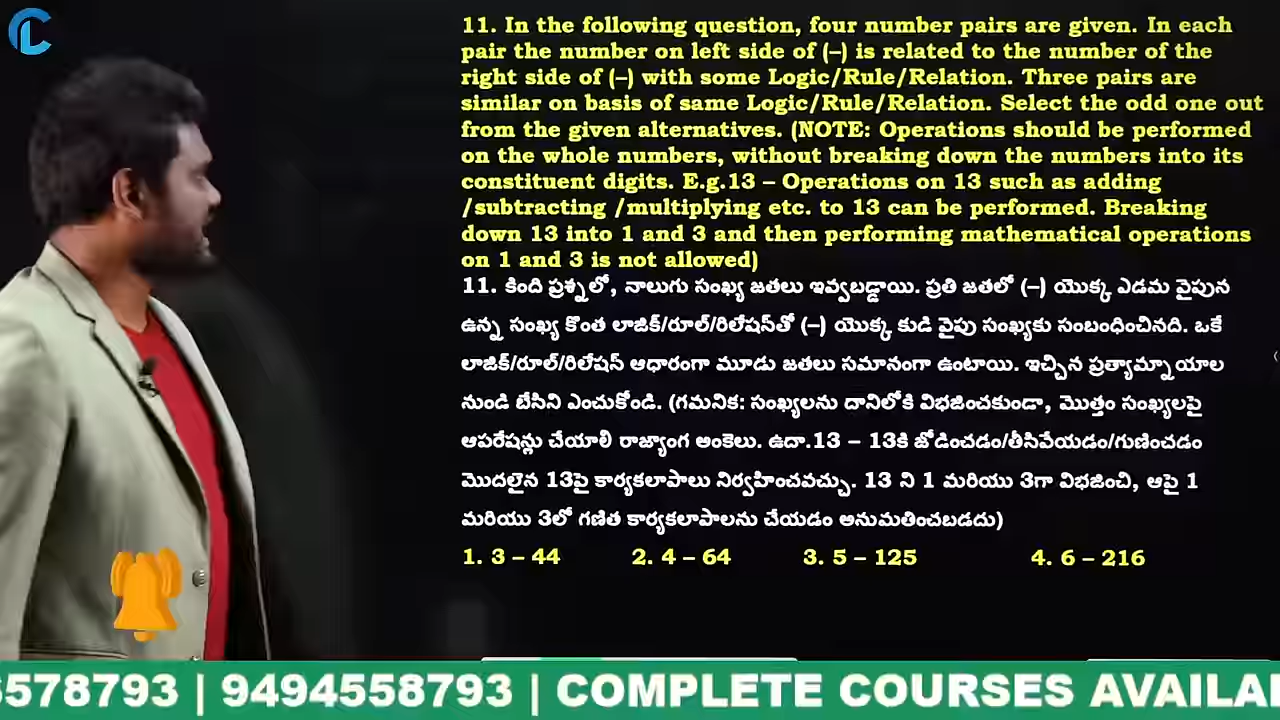 11. In the following question, four number pairs are given. In each
pair the number on left side of (–) is related to the number of the
right side of (–) with some Logic/Rule/Relation. Three pairs are
similar on basis of same Logic/Rule/Relation. Select the odd one out
from the given alternatives. (NOTE: Operations should be performed
on the whole numbers, without breaking down the numbers into its
constituent digits. E.g.13 – Operations on 13 such as adding
/subtracting /multiplying etc. to 13 can be performed. Breaking
down 13 into 1 and 3 and then performing mathematical operations
on 1 and 3 is not allowed)
11. కింది ప్రశ్నలో, నాలుగు సంఖ్య జతలు ఇవ్వబడ్డాయి. ప్రతి జతలో (–) యొక్క ఎడమ వైపున
ఉన్న సంఖ్య కొంత లాజిక్/రూల్/రిలేషన్‌తో (–) యొక్క కుడి వైపు సంఖ్యకు సంబంధించినది. ఒకే
లాజిక్/రూల్/రిలేషన్ ఆధారంగా మూడు జతలు సమానంగా ఉంటాయి. ఇచ్చిన ప్రత్యామ్నాయాల
నుండి బేసిని ఎంచుకోండి. (గమనిక: సంఖ్యలను దానిలోకి విభజించకుండా, మొత్తం సంఖ్యలపై
ఆపరేషన్లు చేయాలి రాజ్యాంగ అంకెలు. ఉదా.13 – 13కి జోడించడం/తీసివేయడం/గుణించడం
మొదలైన 13పై కార్యకలాపాలు నిర్వహించవచ్చు. 13 ని 1 మరియు 3గా విభజించి, ఆపై 1
మరియు 3లో గణిత కార్యకలాపాలను చేయడం అనుమతించబడదు)
1. 3 – 44 2. 4 – 64 3. 5 – 125 4. 6 – 216
578793 | 9494558793 | COMPLETE COURSES AVAILA